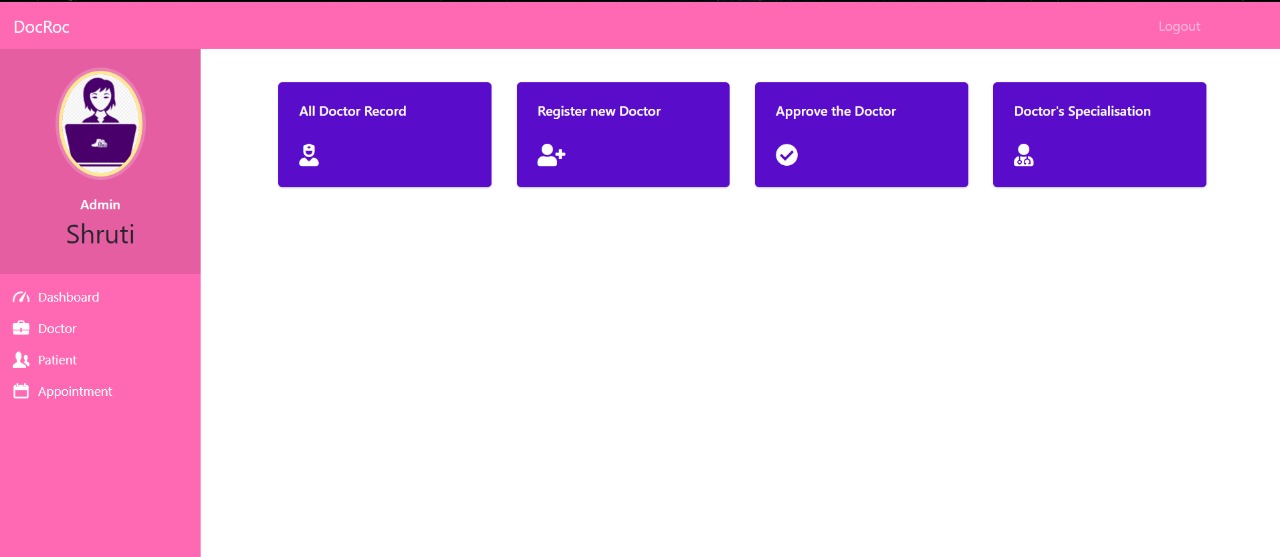 DocRoc
Logout
Admin
Shruti
Dashboard
Doctor
Patient
Appointment
All Doctor Record
Register new Doctor
Approve the Doctor
Doctor's Specialisation